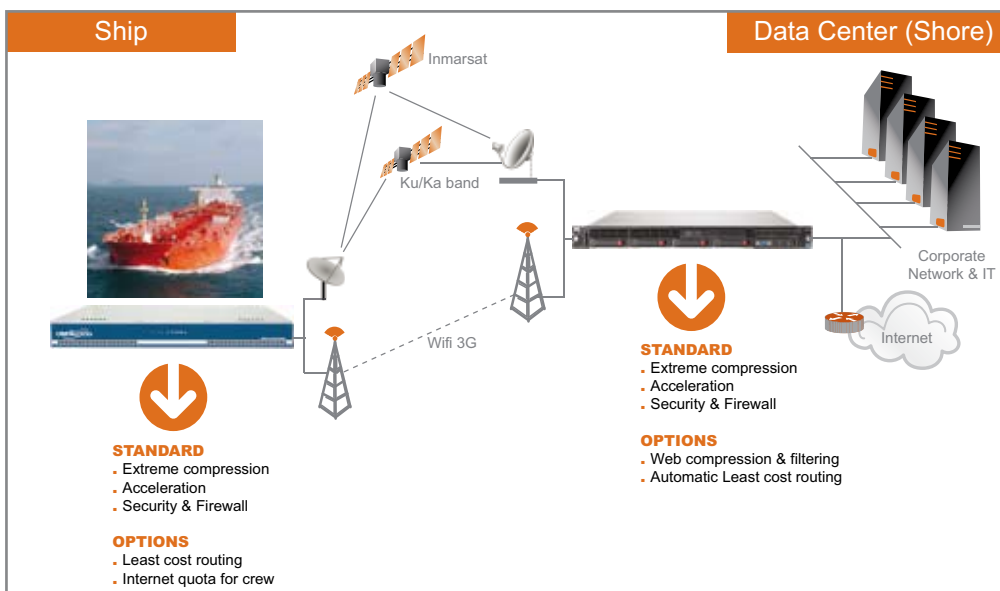 Ship
Data Center (Shore)
Inmarsat
Ku/Ka band
Wifi 3G
Corporate
Network & IT
Internet
STANDARD
. Extreme compression
. Acceleration
. Security & Firewall
OPTIONS
. Least cost routing
. Internet quota for crew
STANDARD
. Extreme compression
. Acceleration
. Security & Firewall
OPTIONS
. Web compression & filtering
. Automatic Least cost routing